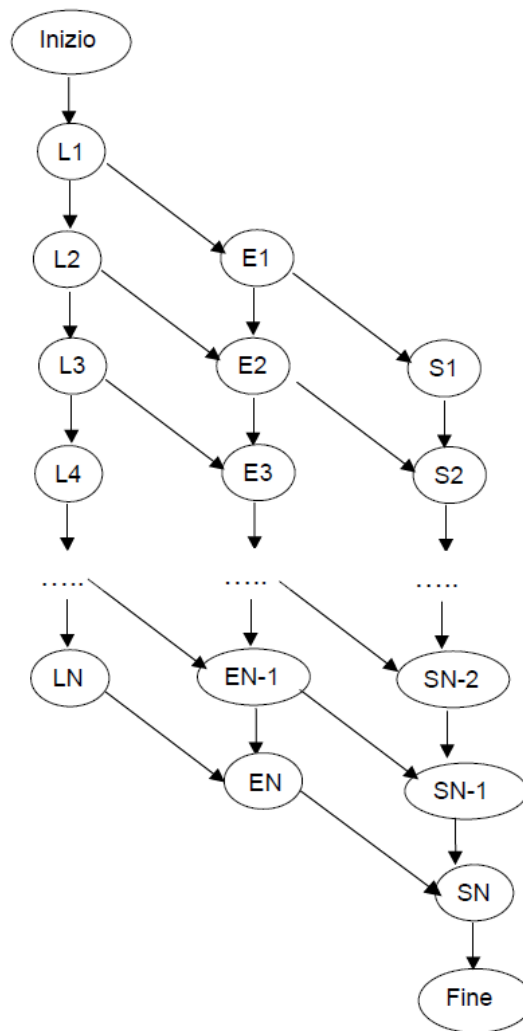 Inizio
L1
L2 E1
L3 E2 S1
L4 E3 S2
..... ..... .....
LN EN-1 SN-2
EN SN-1
SN
Fine